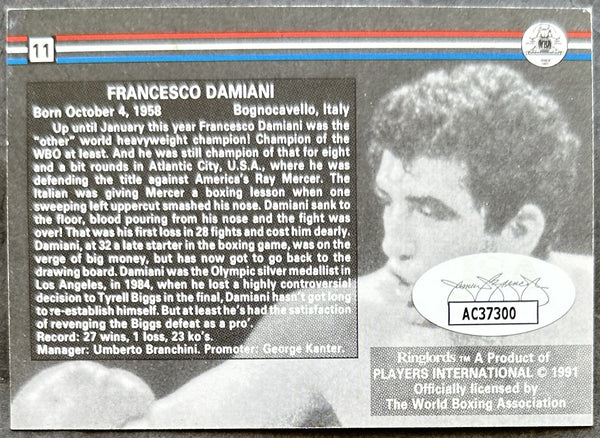 11
FRANCESCO DAMIANI
Born October 4, 1958 Bognocavello, Italy
Up until January this year Francesco Damiani was the
"other" world heavyweight champion! Champion of the
WBO at least. And he was still champion of that for eight
and a bit rounds in Atlantic City, U.S.A., where he was
defending the title against America's Ray Mercer. The
Italian was giving Mercer a boxing lesson when one
sweeping left uppercut smashed his nose. Damiani sank to
the floor, blood pouring from his nose and the fight was
over! That was his first loss in 28 fights and cost him dearly.
Damiani, at 32 a late starter in the boxing game, was on the
verge of big money, but has now got to go back to the
drawing board. Damiani was the Olympic silver medallist in
Los Angeles, in 1984, when he lost a highly controversial
decision to Tyrell Biggs in the final, Damiani hasn't got long
to re-establish himself. But at least he's had the satisfaction
of revenging the Biggs defeat as a pro'.
Record: 27 wins, 1 loss, 23 ko's.
Manager: Umberto Branchini. Promoter: George Kanter.
AC37300
Ringlords TM A Product of
PLAYERS INTERNATIONAL © 1991
Officially licensed by
The World Boxing Association